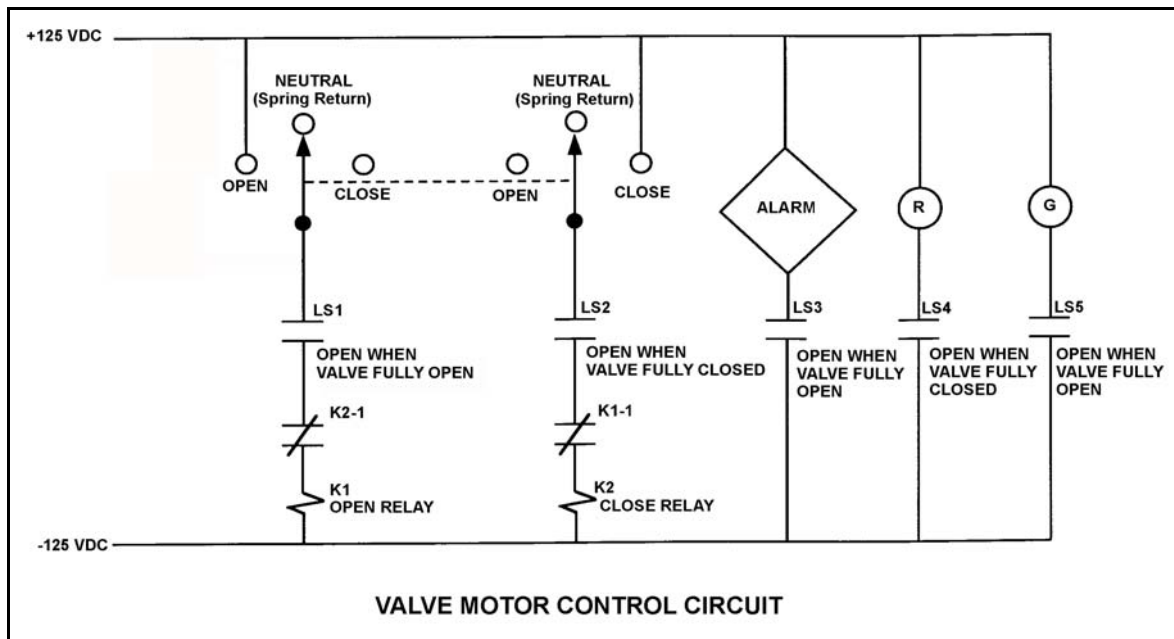 +125 VDC
NEUTRAL
(Spring Return)
NEUTRAL
(Spring Return)
OPEN
CLOSE
OPEN
CLOSE
ALARM
R
G
LS1
OPEN WHEN
VALVE FULLY OPEN
LS2
OPEN WHEN
VALVE FULLY CLOSED
LS3
OPEN WHEN
VALVE FULLY
OPEN
LS4
OPEN WHEN
VALVE FULLY
CLOSED
LS5
OPEN WHEN
VALVE FULLY
OPEN
K2-1
K1-1
K1
OPEN RELAY
K2
CLOSE RELAY
-125 VDC
VALVE MOTOR CONTROL CIRCUIT